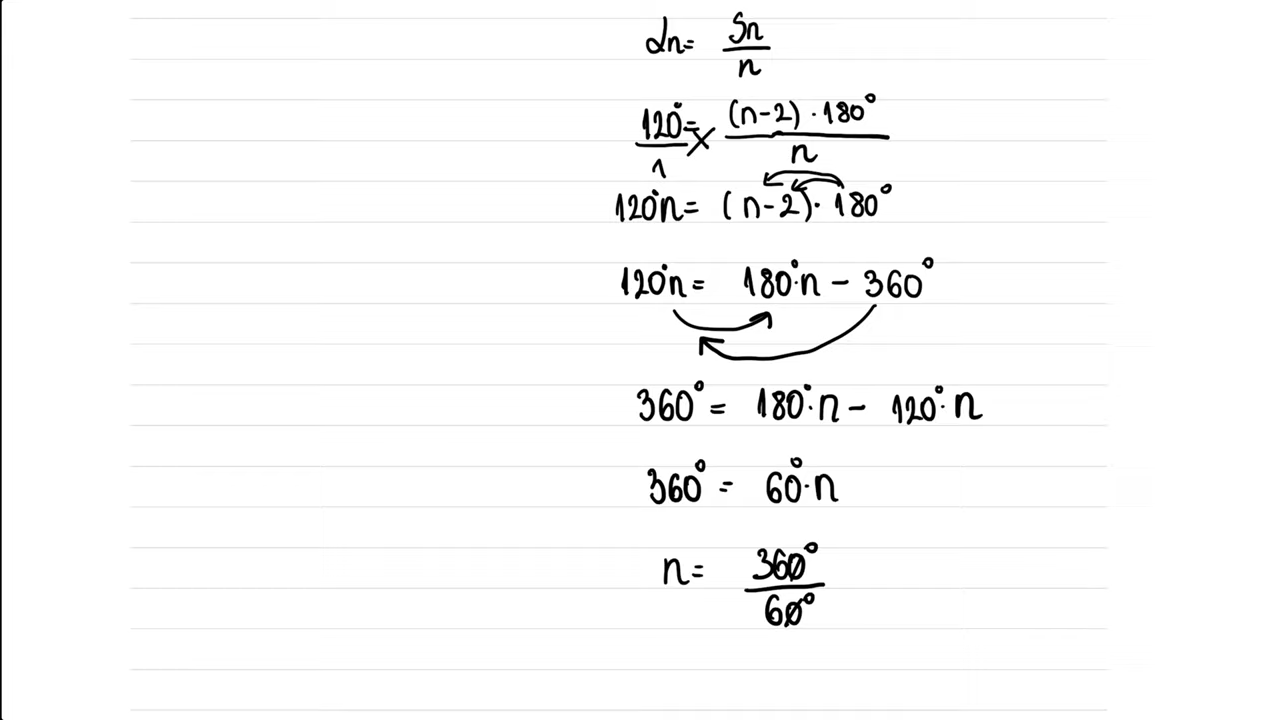 αn = Sn/n
120°/1 = (n-2) · 180°/n
120°n = (n-2) · 180°
120°n = 180°·n - 360°
360° = 180°·n - 120°·n
360° = 60°·n
n = 360°/60°